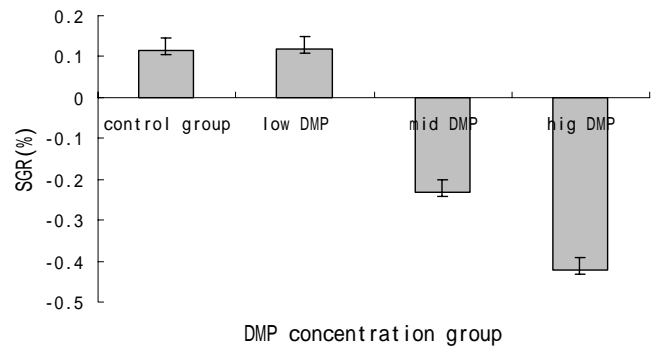 0.2
0.1
0
-0.1
-0.2
-0.3
-0.4
-0.5
SGR(%)
control group low DMP mid DMP hig DMP
DMP concentration group